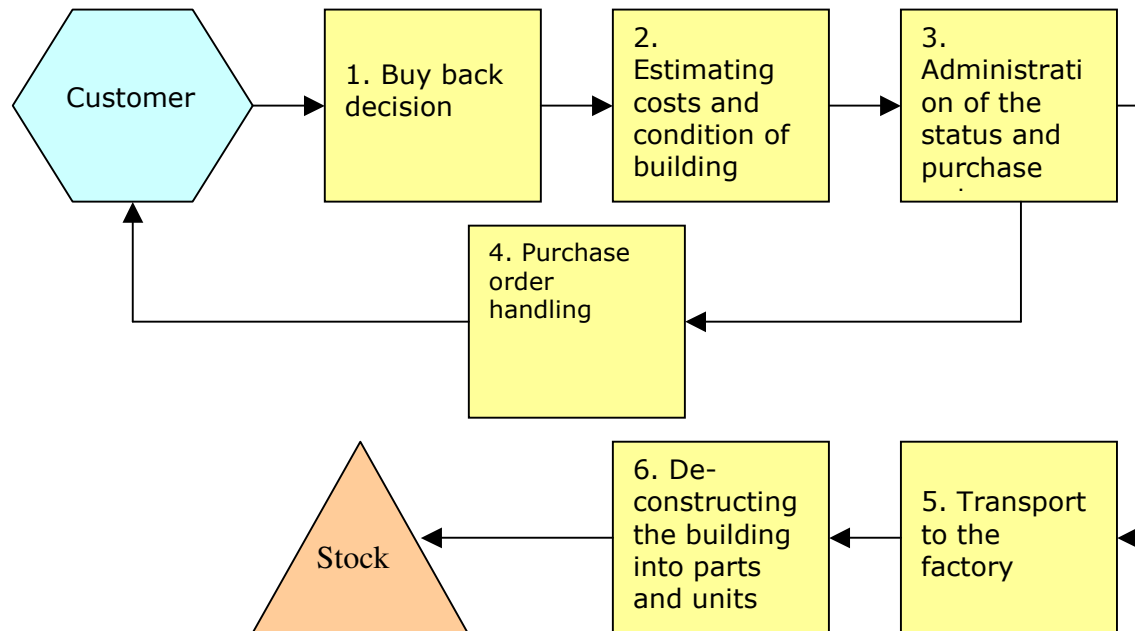 Customer
1. Buy back
decision
2.
Estimating
costs and
condition of
building
3.
Administrati
on of the
status and
purchase
4. Purchase
order
handling
Stock
6. De-
constructing
the building
into parts
and units
5. Transport
to the
factory